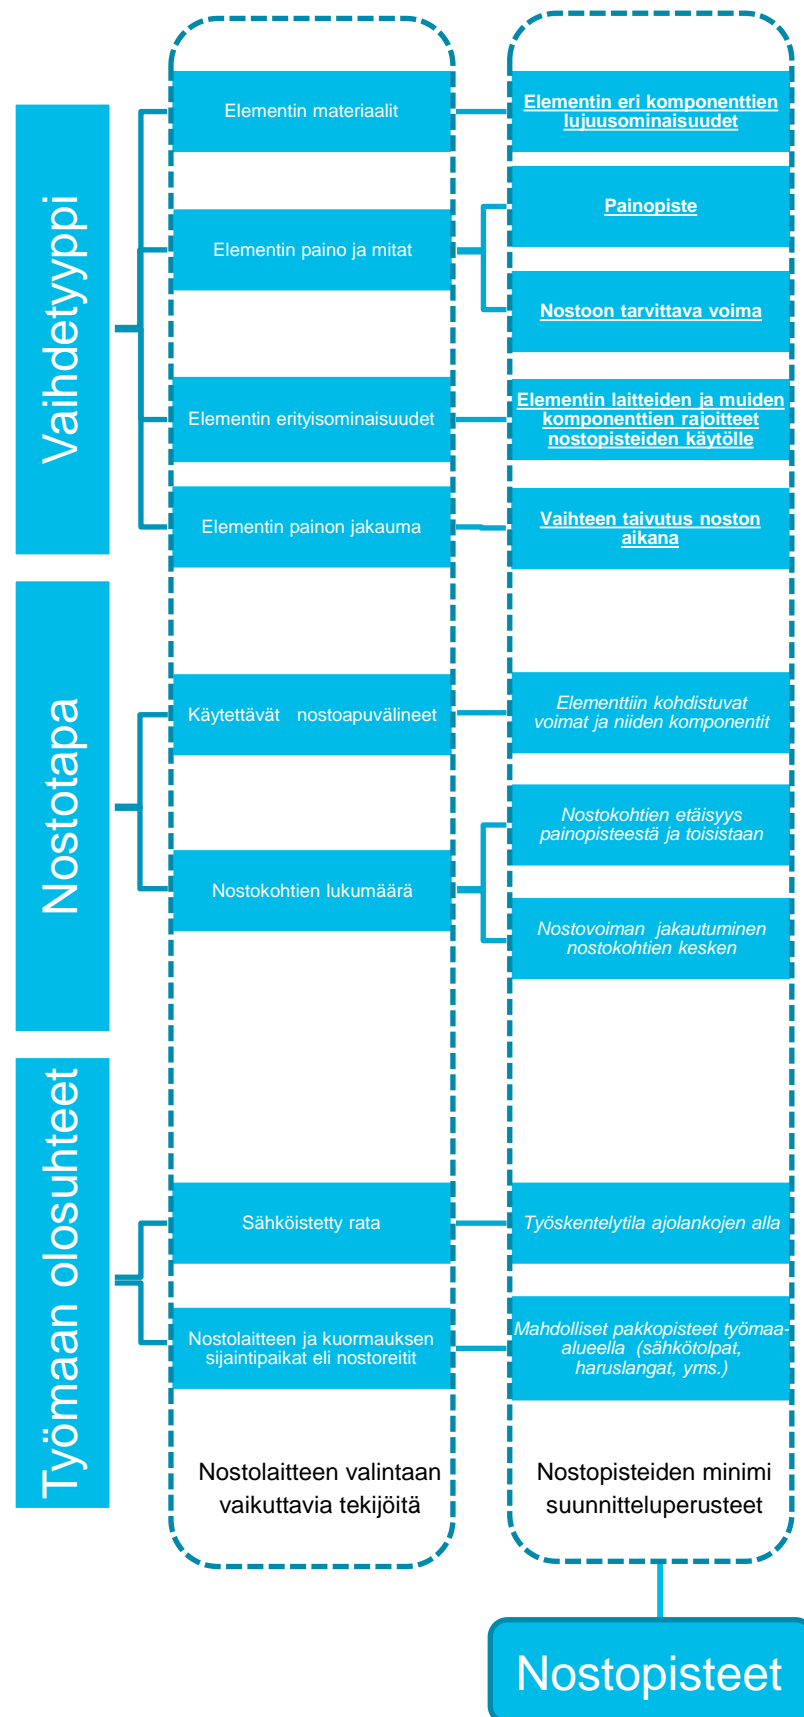 Vaihdetyyppi
Elementin materiaalit
Elementin eri komponenttien
lujuusominaisuudet
Elementin paino ja mitat
Painopiste
Nostoon tarvittava voima
Elementin erityisominaisuudet
Elementin laitteiden ja muiden
komponenttien rajoitteet
nostopisteiden käytölle
Elementin painon jakauma
Vaihteen taivutus noston
aikana
Nostotapa
Käytettävät nostoapuvälineet
Elementtiin kohdistuvat
voimat ja niiden komponentit
Nostokohtien lukumäärä
Nostokohtien etäisyys
painopisteestä ja toisistaan
Nostovoiman jakautuminen
nostokohtien kesken
Työmaan olosuhteet
Sähköistetty rata
Työskentelytila ajolankojen alla
Nostolaitteen ja kuormauksen
sijaintipaikat eli nostoreitit
Mahdolliset pakkopisteet työmaa-
alueella (sähkötolpat,
haruslangat, yms.)
Nostolaitteen valintaan
vaikuttavia tekijöitä
Nostopisteiden minimi
suunnitteluperusteet
Nostopisteet